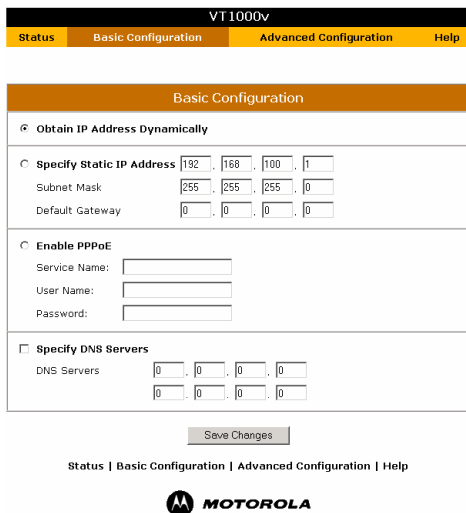 VT1000v
Status Basic Configuration Advanced Configuration Help
Basic Configuration
Obtain IP Address Dynamically
Specify Static IP Address 192 . 168 . 100 . 1
Subnet Mask 255 . 255 . 255 . 0
Default Gateway 0 . 0 . 0 . 0
Enable PPPoE
Service Name:
User Name:
Password:
Specify DNS Servers
DNS Servers 0 . 0 . 0 . 0
0 . 0 . 0 . 0
Save Changes
Status | Basic Configuration | Advanced Configuration | Help
MOTOROLA